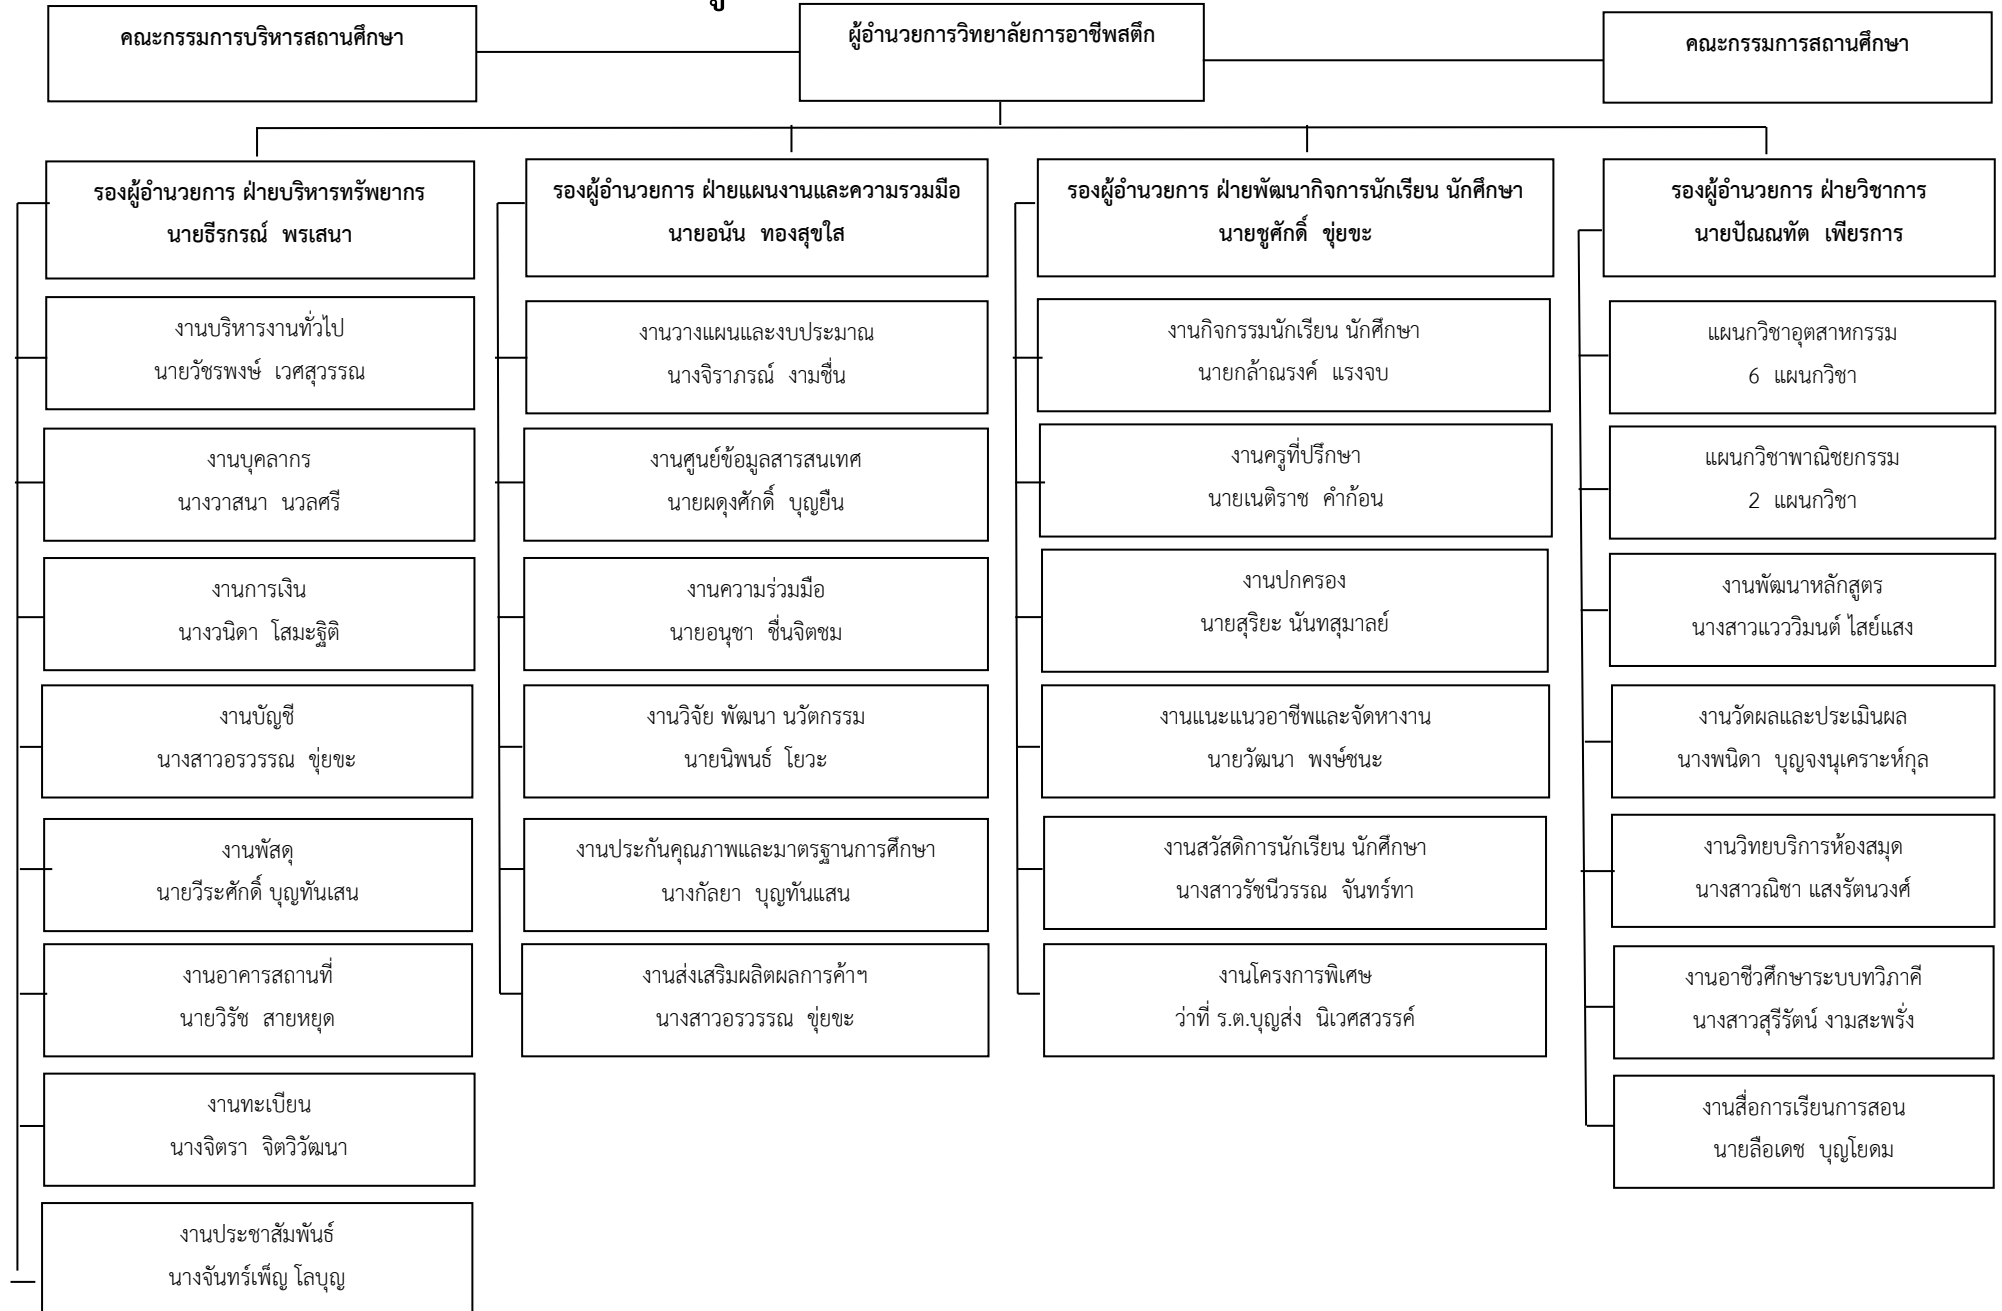 คณะกรรมการบริหารสถานศึกษา
ผู้อำนวยการวิทยาลัยการอาชีพสตึก
คณะกรรมการสถานศึกษา
รองผู้อำนวยการ ฝ่ายบริหารทรัพยากร
นายธีรกรณ์ พรเสนา
งานบริหารงานทั่วไป
นายวัชรพงษ์ เวศสุวรรณ
งานบุคลากร
นางวาสนา นวลศรี
งานการเงิน
นางวนิดา โสมะฐิติ
งานบัญชี
นางสาวอรวรรณ ขุ่ยขะ
งานพัสดุ
นายวีระศักดิ์ บุญทันเสน
งานอาคารสถานที่
นายวิรัช สายหยุด
งานทะเบียน
นางจิตรา จิตวิวัฒนา
งานประชาสัมพันธ์
นางจันทร์เพ็ญ โลบุญ
รองผู้อำนวยการ ฝ่ายแผนงานและความรวมมือ
นายอนัน ทองสุขใส
งานวางแผนและงบประมาณ
นางจิราภรณ์ งามชื่น
งานศูนย์ข้อมูลสารสนเทศ
นายผดุงศักดิ์ บุญยืน
งานความร่วมมือ
นายอนุชา ชื่นจิตชม
งานวิจัย พัฒนา นวัตกรรม
นายนิพนธ์ โยวะ
งานประกันคุณภาพและมาตรฐานการศึกษา
นางกัลยา บุญทันแสน
งานส่งเสริมผลิตผลการค้าฯ
นางสาวอรวรรณ ขุ่ยขะ
รองผู้อำนวยการ ฝ่ายพัฒนากิจการนักเรียน นักศึกษา
นายชูศักดิ์ ขุ่ยขะ
งานกิจกรรมนักเรียน นักศึกษา
นายกล้าณรงค์ แรงจบ
งานครูที่ปรึกษา
นายเนติราช คำก้อน
งานปกครอง
นายสุริยะ นันทสุมาลย์
งานแนะแนวอาชีพและจัดหางาน
นายวัฒนา พงษ์ชนะ
งานสวัสดิการนักเรียน นักศึกษา
นางสาวรัชนีวรรณ จันทร์ทา
งานโครงการพิเศษ
ว่าที่ ร.ต.บุญส่ง นิเวศสวรรค์
รองผู้อำนวยการ ฝ่ายวิชาการ
นายปัณณทัต เพียรการ
แผนกวิชาอุตสาหกรรม
6 แผนกวิชา
แผนกวิชาพาณิชยกรรม
2 แผนกวิชา
งานพัฒนาหลักสูตร
นางสาวแวววิมนต์ ไสย์แสง
งานวัดผลและประเมินผล
นางพนิดา บุญจงนุเคราะห์กุล
งานวิทยบริการห้องสมุด
นางสาวณิชา แสงรัตนวงศ์
งานอาชีวศึกษาระบบทวิภาคี
นางสาวสุรีรัตน์ งามสะพรั่ง
งานสื่อการเรียนการสอน
นายลือเดช บุญโยดม